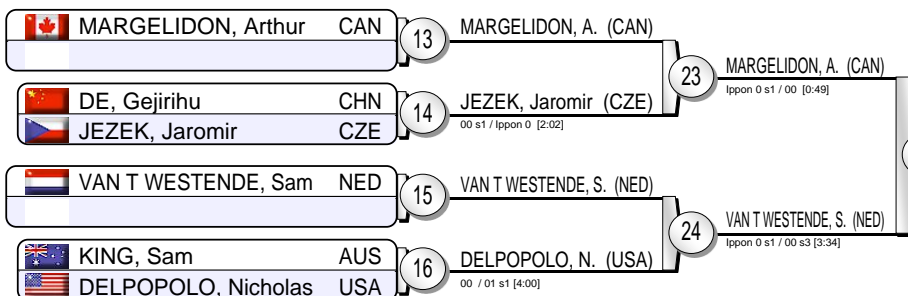 MARGELIDON, Arthur CAN
13
MARGELIDON, A. (CAN)
23
MARGELIDON, A. (CAN)
Ippon 0 s1 / 00 [0:49]
DE, Gejirihu CHN
JEZEK, Jaromir CZE
14
JEZEK, Jaromir (CZE)
00 s1 / Ippon 0 [2:02]
VAN T WESTENDE, Sam NED
15
VAN T WESTENDE, S. (NED)
24
VAN T WESTENDE, S. (NED)
Ippon 0 s1 / 00 s3 [3:34]
KING, Sam AUS
DELPOPOLO, Nicholas USA
16
DELPOPOLO, N. (USA)
00 / 01 s1 [4:00]